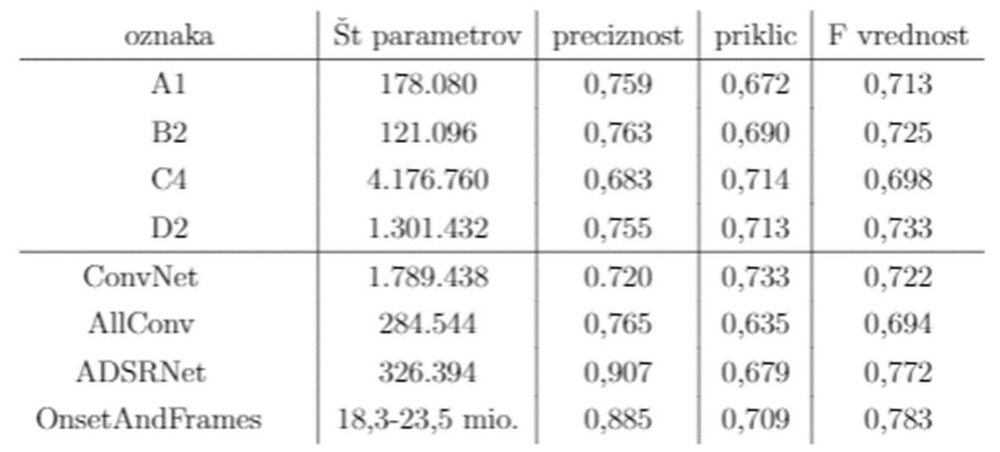 oznaka Št parametrov preciznost priklic F vrednost
A1 178.080 0,759 0,672 0,713
B2 121.096 0,763 0,690 0,725
C4 4.176.760 0,683 0,714 0,698
D2 1.301.432 0,755 0,713 0,733
ConvNet 1.789.438 0.720 0,733 0,722
AllConv 284.544 0,765 0,635 0,694
ADSRNet 326.394 0,907 0,679 0,772
OnsetAndFrames 18,3-23,5 mio. 0,885 0,709 0,783